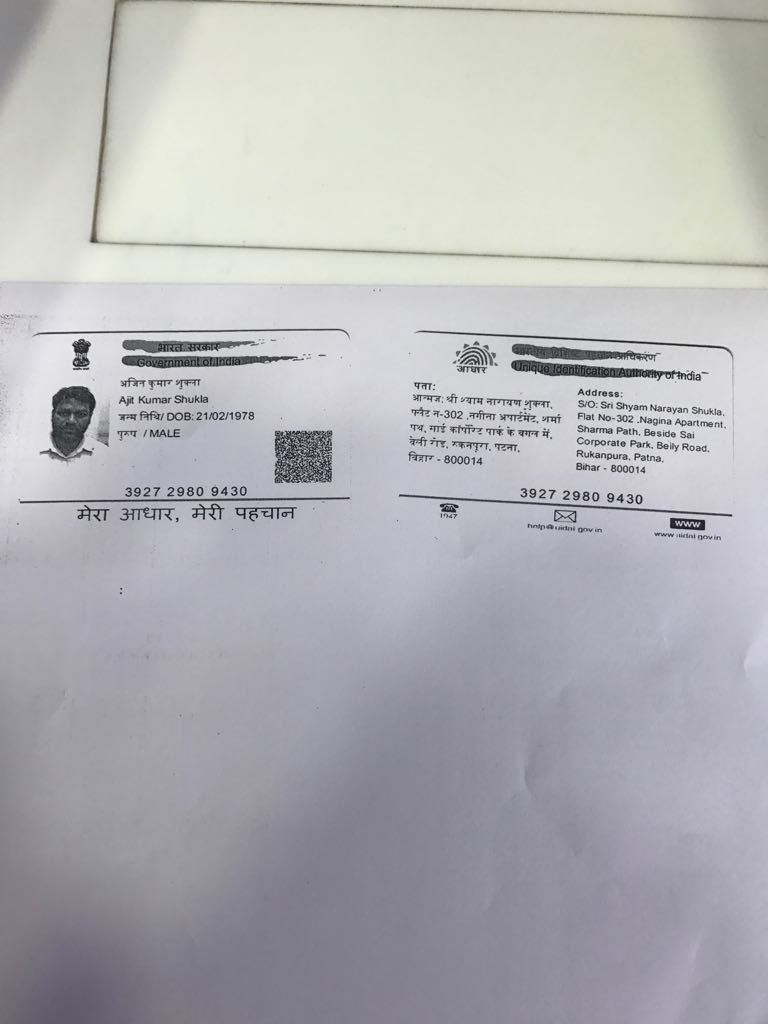 भारत सरकार
Government of India
अजित कुमार शुक्ला
Ajit Kumar Shukla
जन्म तिथि/ DOB: 21/02/1978
पुरुष / MALE
3927 2980 9430
मेरा आधार, मेरी पहचान
:
आधार
प्राधिकरण
Unique Identification Authority of India
पता:
आत्मज: श्री श्याम नारायण शुक्ला,
फ्लैट न-302 ,नगीना अपार्टमेंट, शर्मा
पथ, साई कॉर्पोरेट पार्क के बगल में,
बेली रोड, रुकनपुरा, पटना,
बिहार - 800014
Address:
S/O: Sri Shyam Narayan Shukla,
Flat No-302 ,Nagina Apartment,
Sharma Path, Beside Sai
Corporate Park, Beily Road,
Rukanpura, Patna,
Bihar - 800014
3927 2980 9430
1947
help@uidai.gov.in
www
www.uidai.gov.in